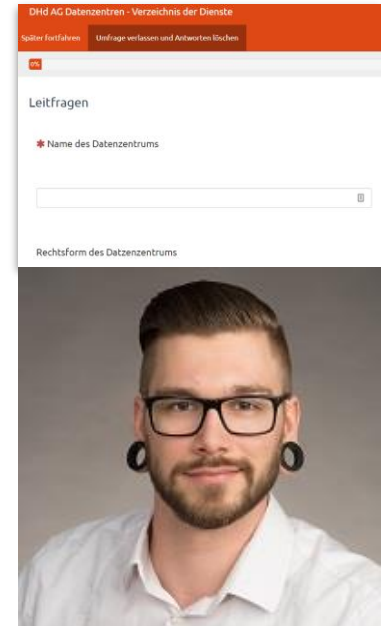 DHd AG Datenzentren - Verzeichnis der Dienste
Später fortfahren Umfrage verlassen und Antworten löschen
0%
Leitfragen
✱ Name des Datenzentrums
Rechtsform des Datzenzentrums